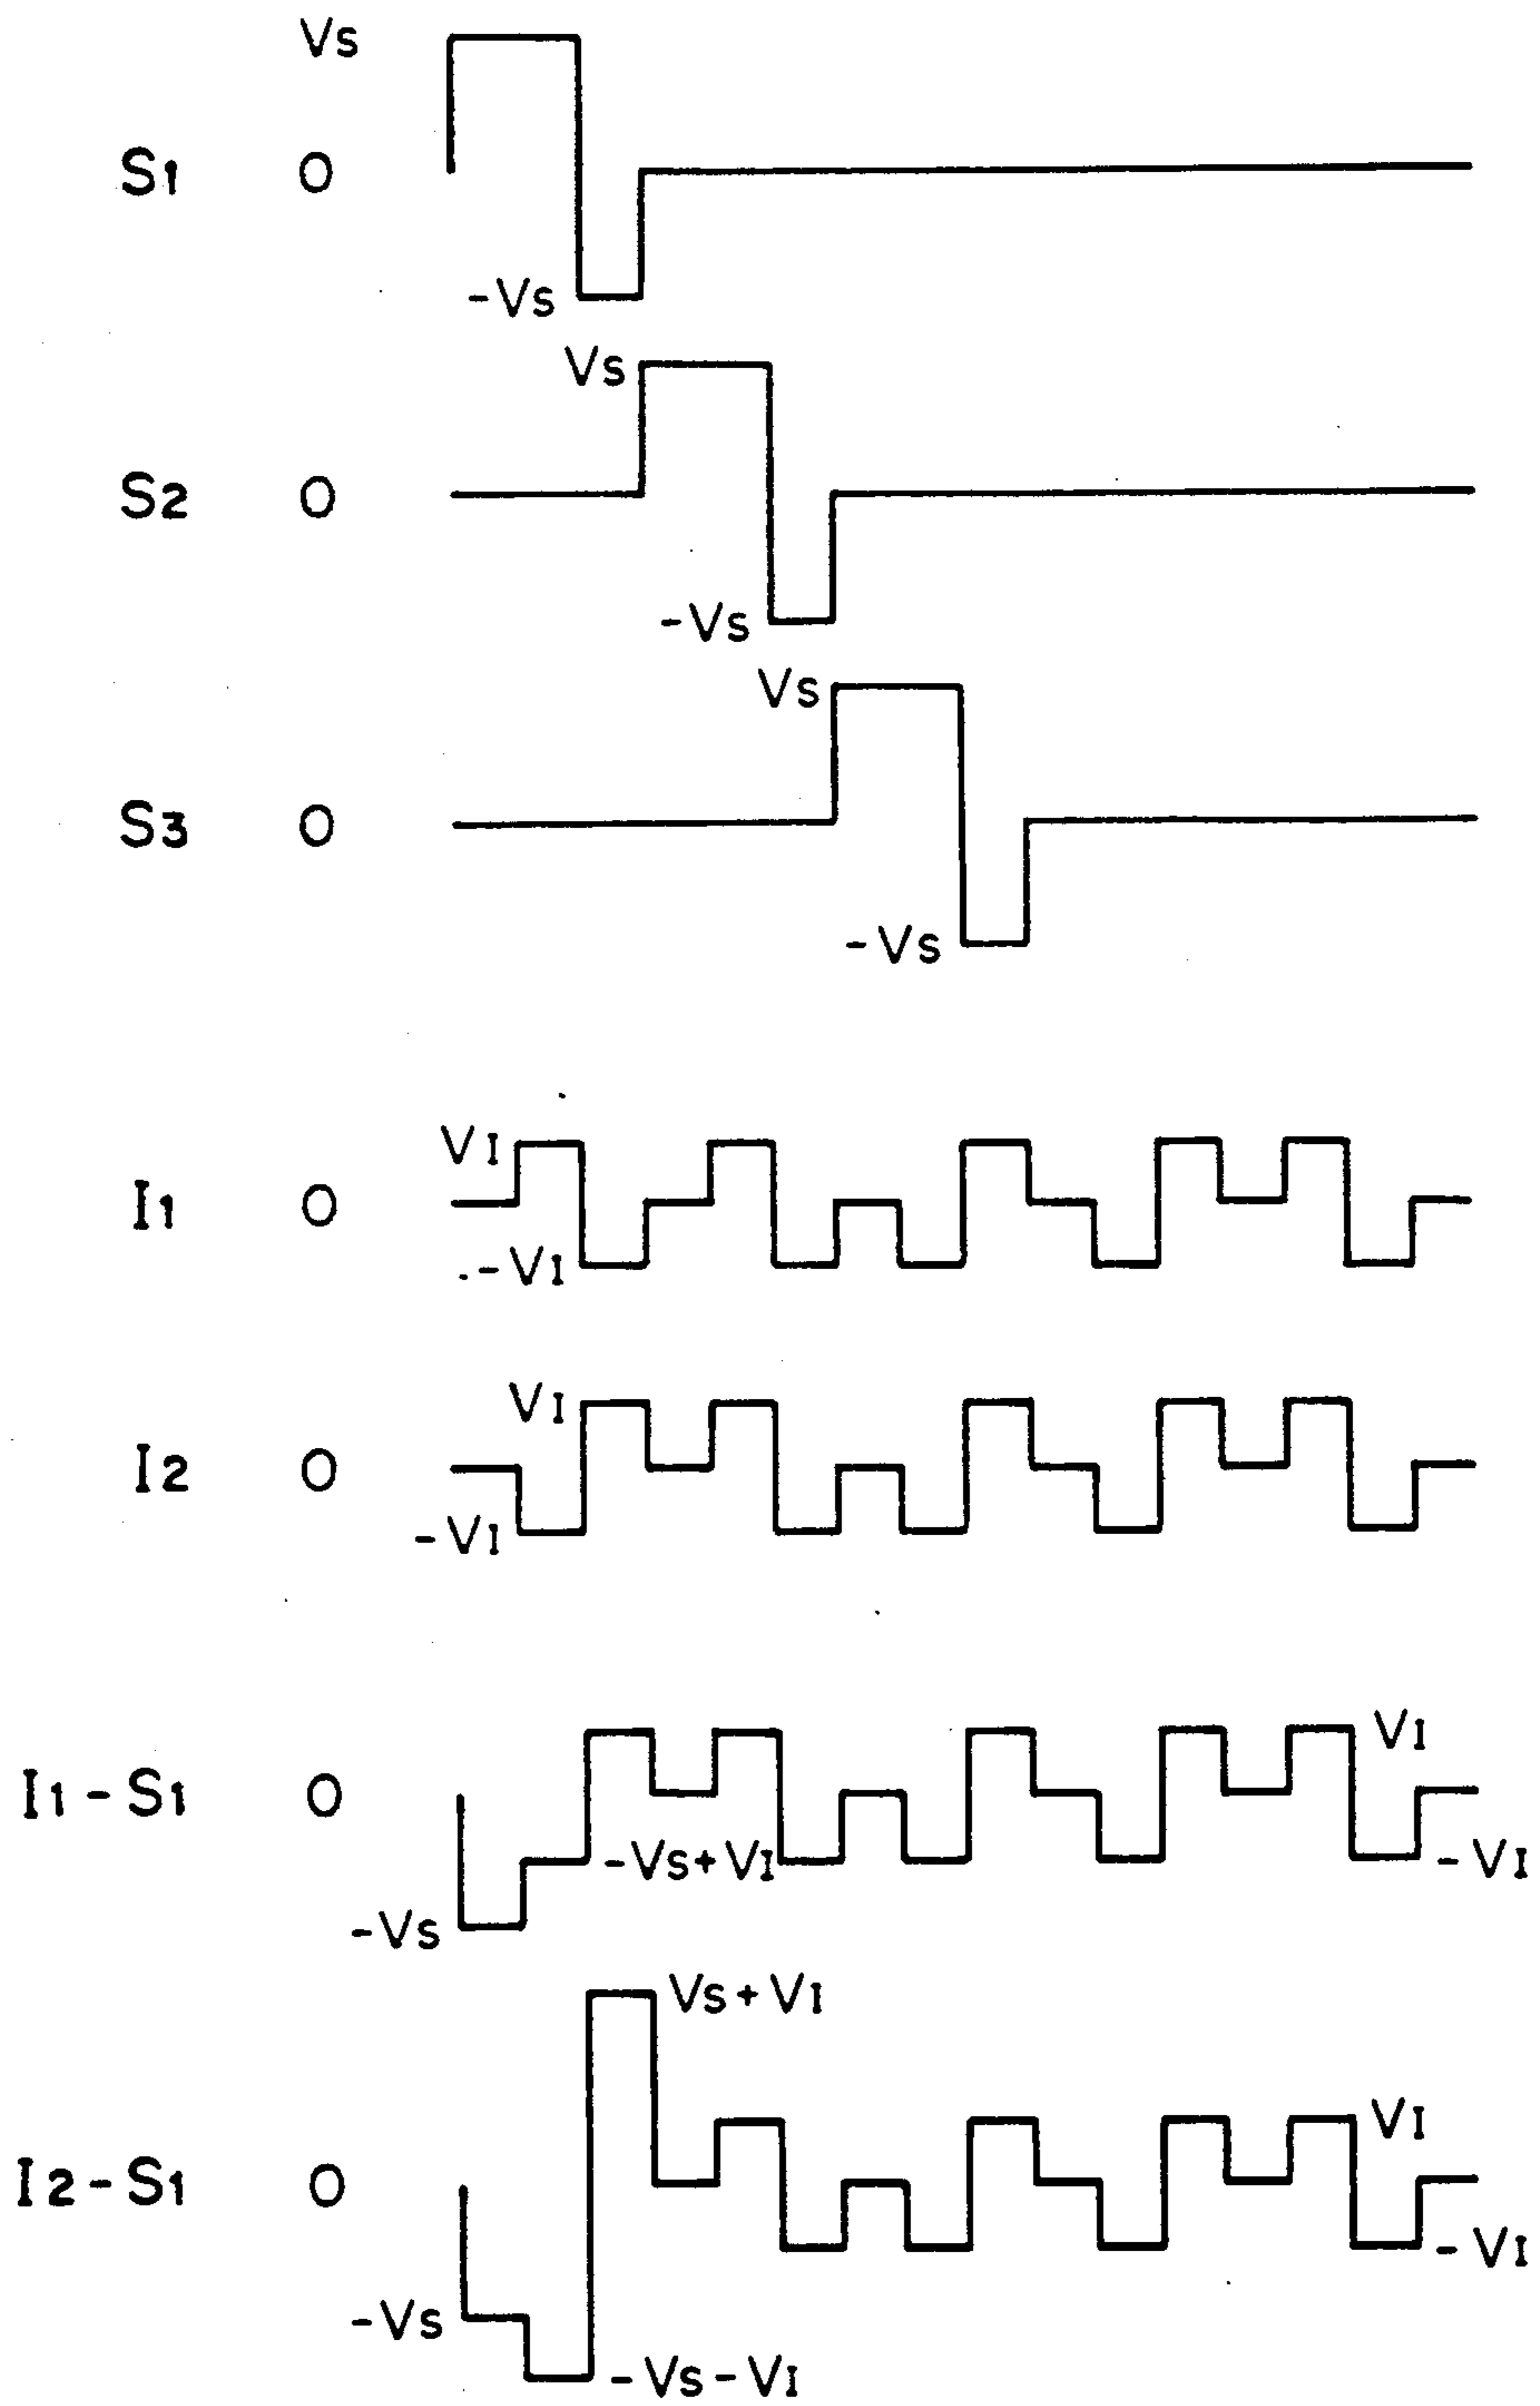 Vs
S1 0
-Vs
Vs
S2 0
-Vs
Vs
S3 0
-Vs
VI
I1 0
-VI
VI
I2 0
-VI
VI
I1-S1 0
-Vs+VI
-VI
-Vs
Vs+VI
VI
I2-S1 0
-VI
-Vs
-Vs-VI